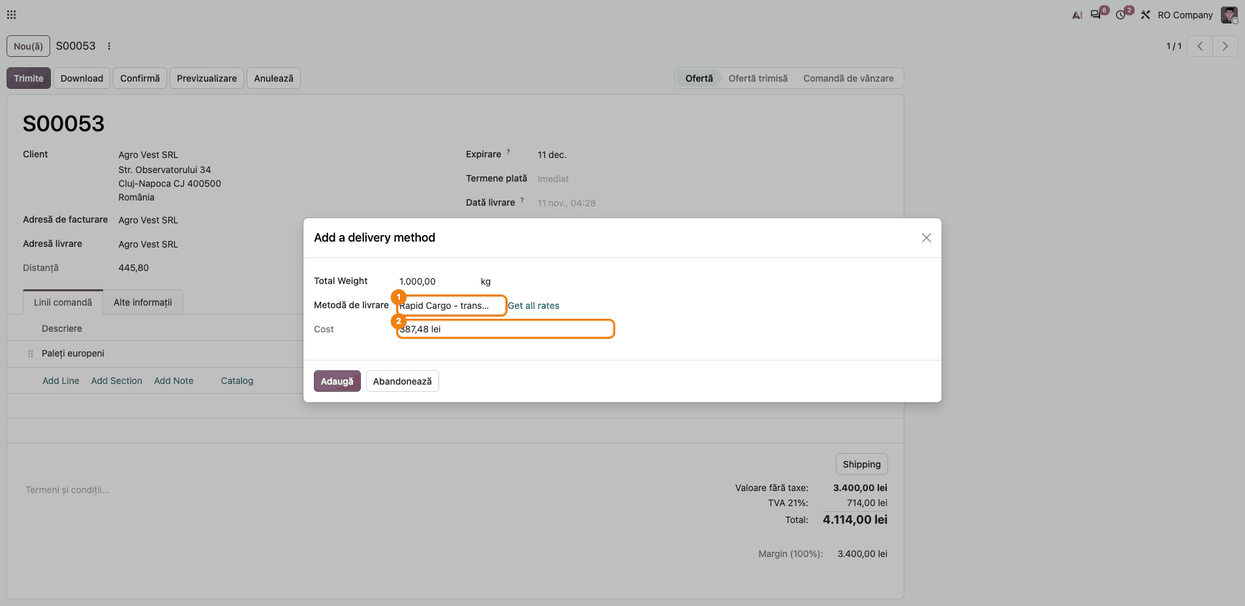 AI 6 7 RO Company
Nou(ă) S00053 1 / 1
Trimite Download Confirmă Previzualizare Anulează Ofertă Ofertă trimisă Comandă de vânzare
S00053
Client Agro Vest SRL
Str. Observatorului 34
Cluj-Napoca CJ 400500
România
Adresă de facturare Agro Vest SRL
Adresă livrare Agro Vest SRL
Distanță 445,80
Expirare ? 11 dec.
Termene plată Imediat
Dată livrare ? 11 nov., 04:28
Linii comandă Alte informații
Descriere
Paleți europeni
Add Line Add Section Add Note Catalog
Add a delivery method
Total Weight 1.000,00 kg
1
Metodă de livrare Rapid Cargo - trans... Get all rates
2
Cost 387,48 lei
Adaugă Abandonează
Termeni și condiții...
Shipping
Valoare fără taxe: 3.400,00 lei
TVA 21%: 714,00 lei
Total: 4.114,00 lei
Margin (100%): 3.400,00 lei